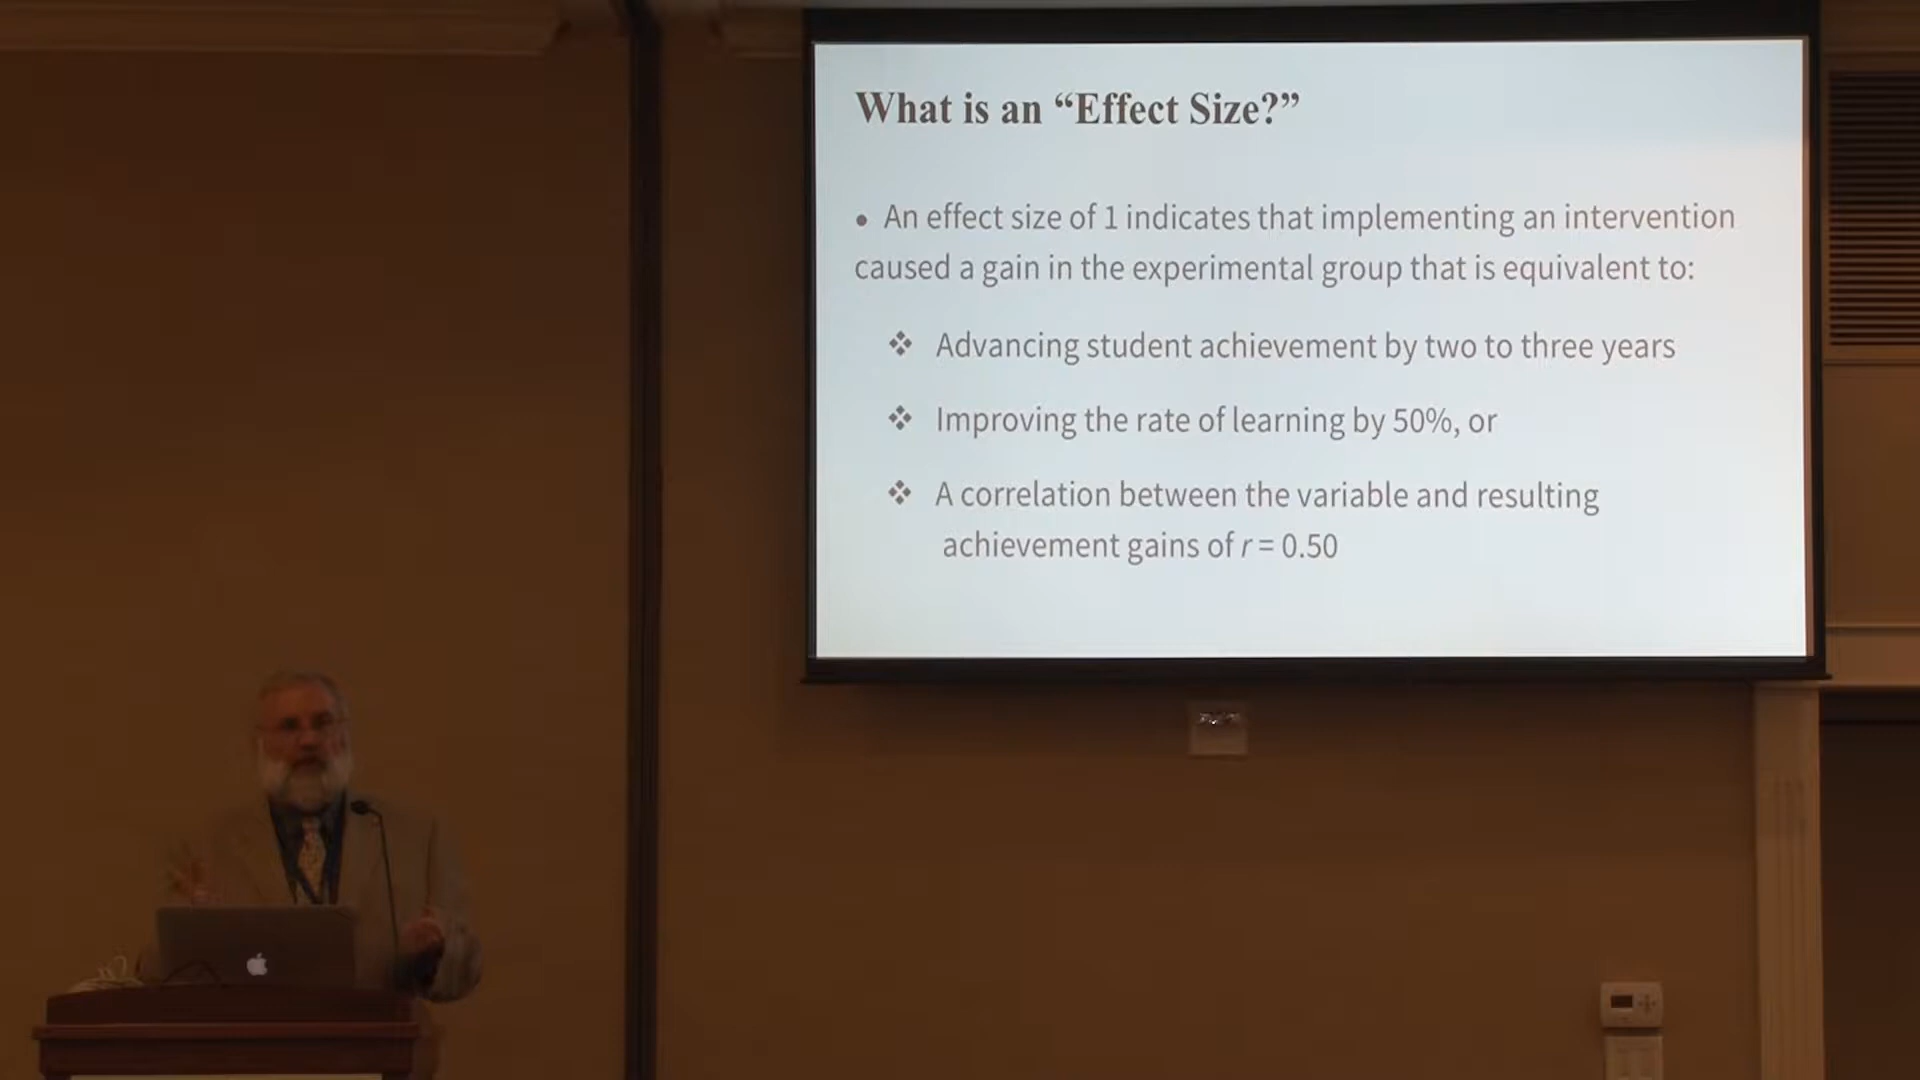 What is an “Effect Size?”
• An effect size of 1 indicates that implementing an intervention
caused a gain in the experimental group that is equivalent to:
❖ Advancing student achievement by two to three years
❖ Improving the rate of learning by 50%, or
❖ A correlation between the variable and resulting
achievement gains of r = 0.50